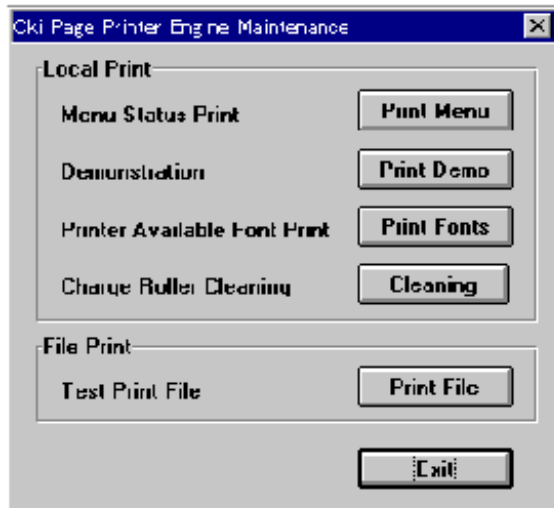 Oki Page Printer Engine Maintenance
Local Print
Menu Status Print
Print Menu
Demonstration
Print Demo
Printer Available Font Print
Print Fonts
Charge Roller Cleaning
Cleaning
File Print
Test Print File
Print File
Exit